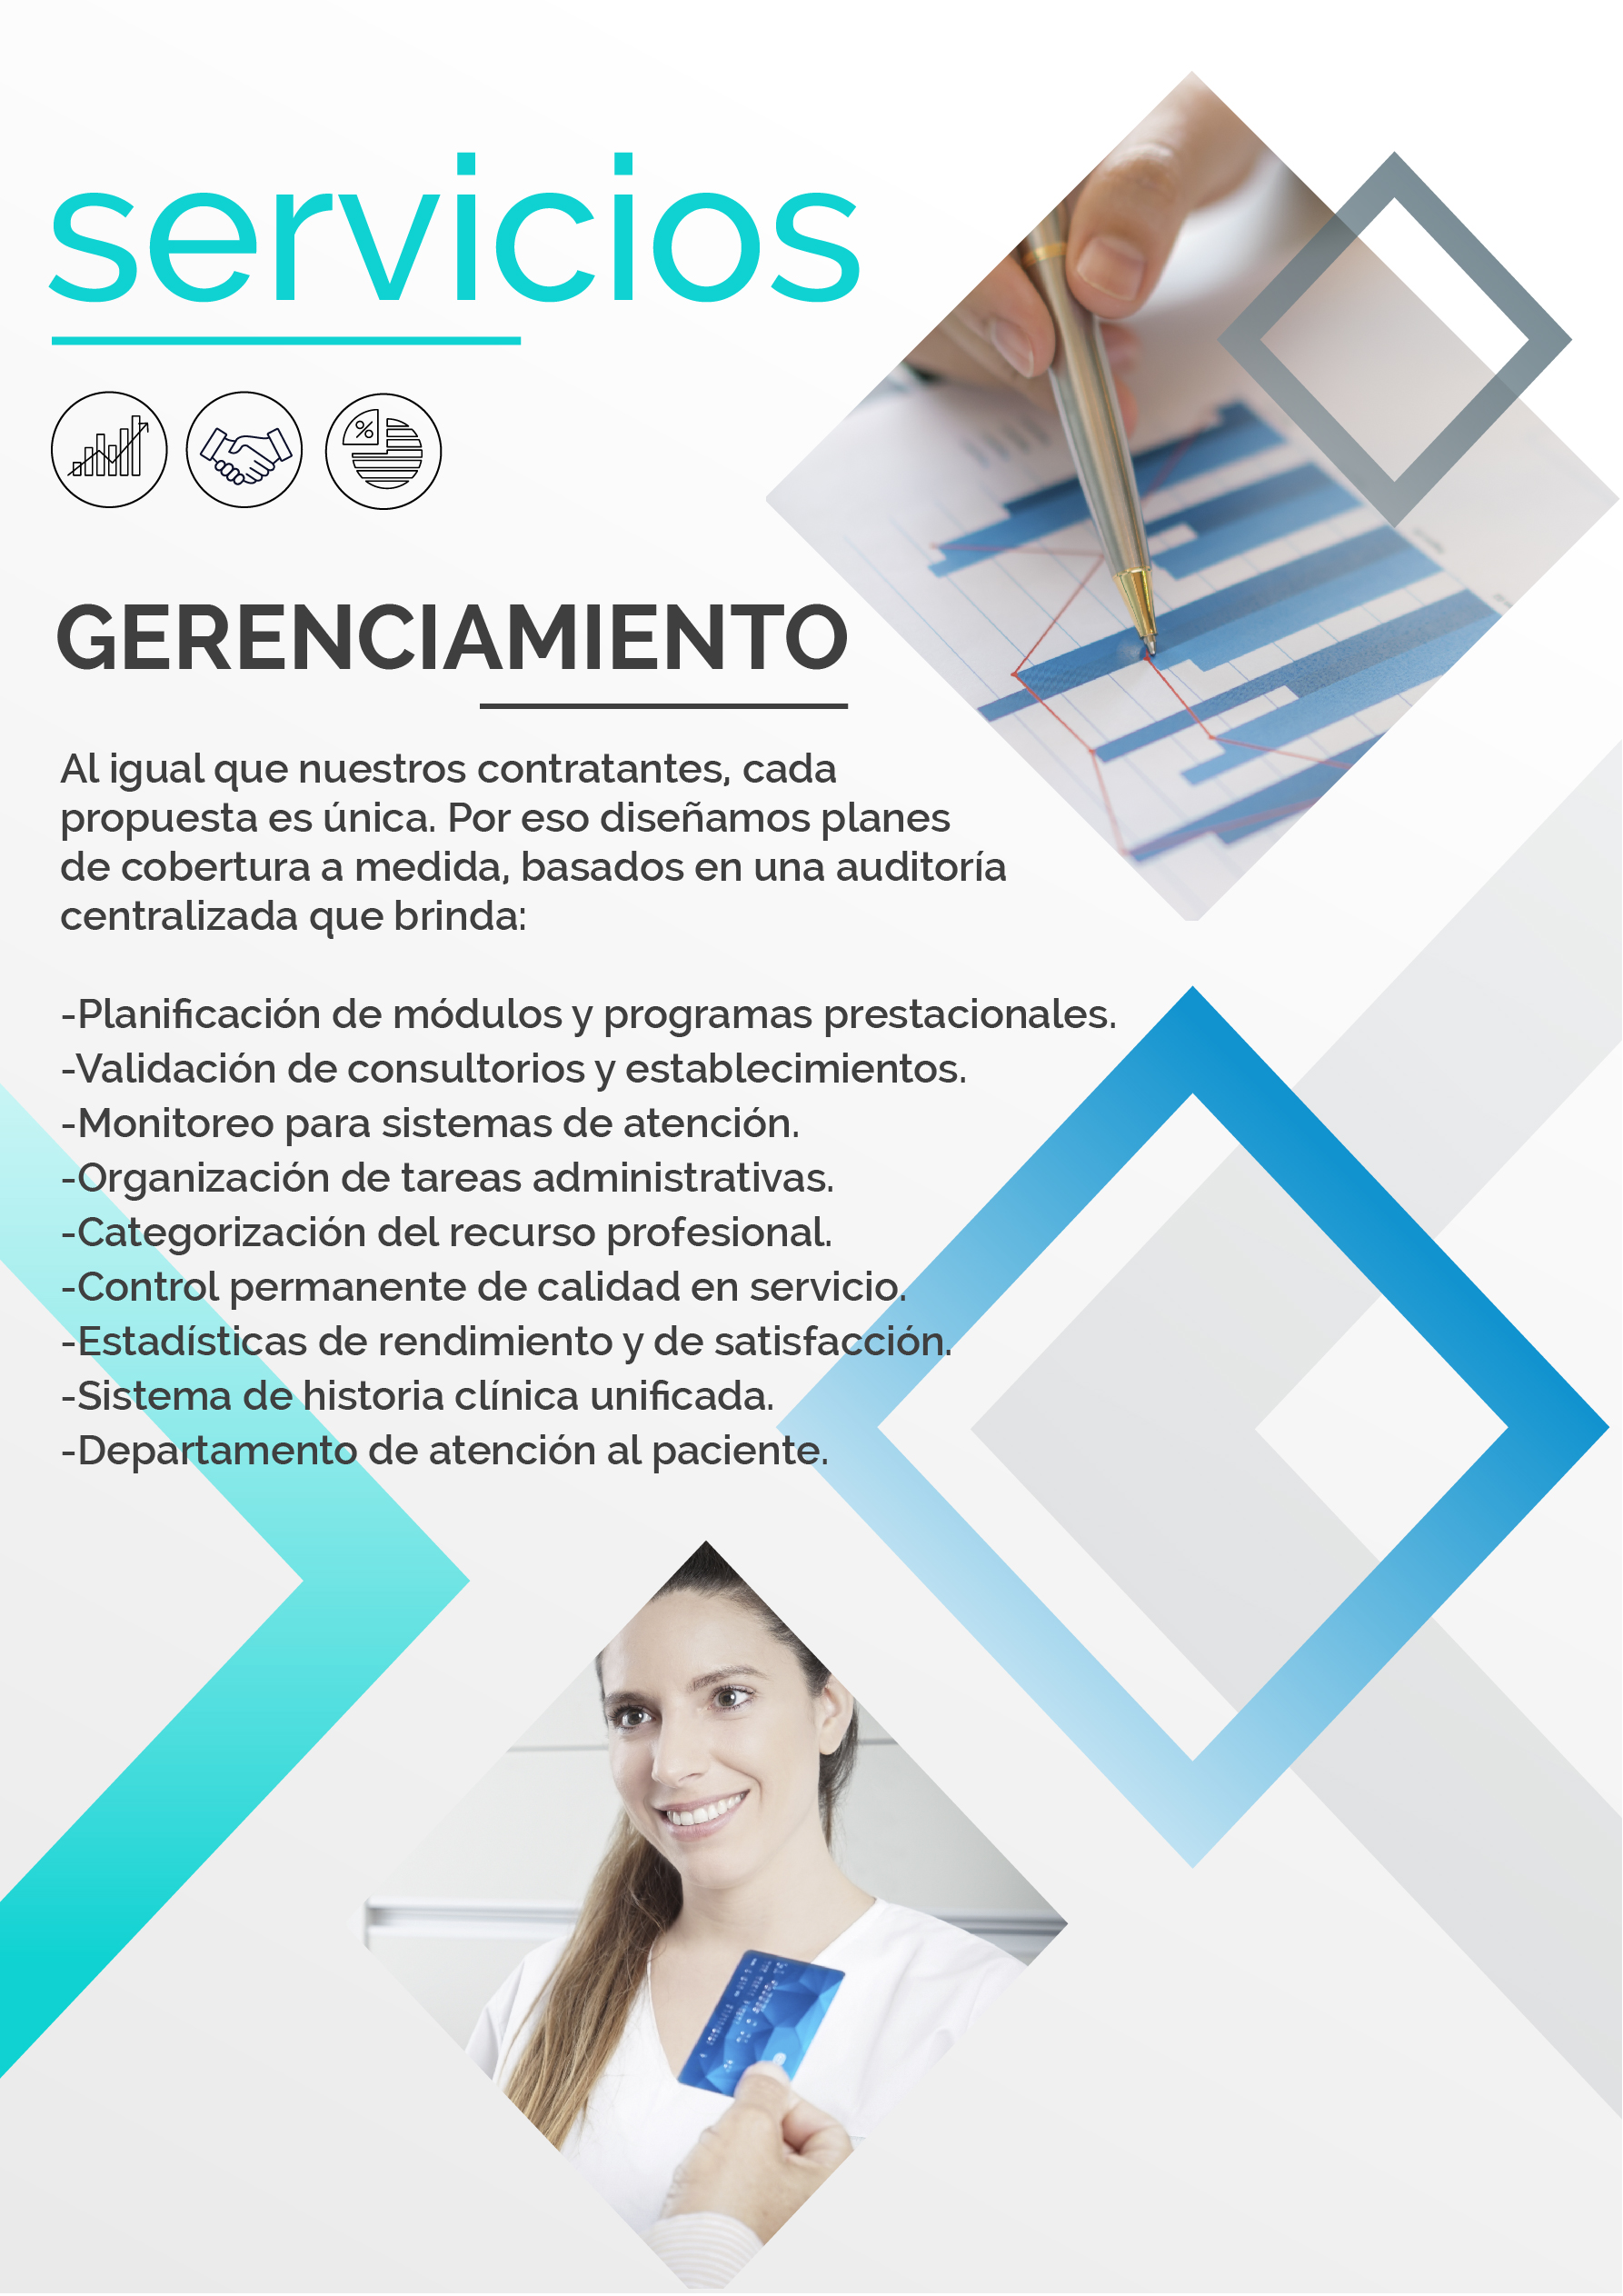 servicios
%
GERENCIAMIENTO
Al igual que nuestros contratantes, cada
propuesta es única. Por eso diseñamos planes
de cobertura a medida, basados en una auditoría
centralizada que brinda:
-Planificación de módulos y programas prestacionales.
-Validación de consultorios y establecimientos.
-Monitoreo para sistemas de atención.
-Organización de tareas administrativas.
-Categorización del recurso profesional.
-Control permanente de calidad en servicio.
-Estadísticas de rendimiento y de satisfacción.
-Sistema de historia clínica unificada.
-Departamento de atención al paciente.